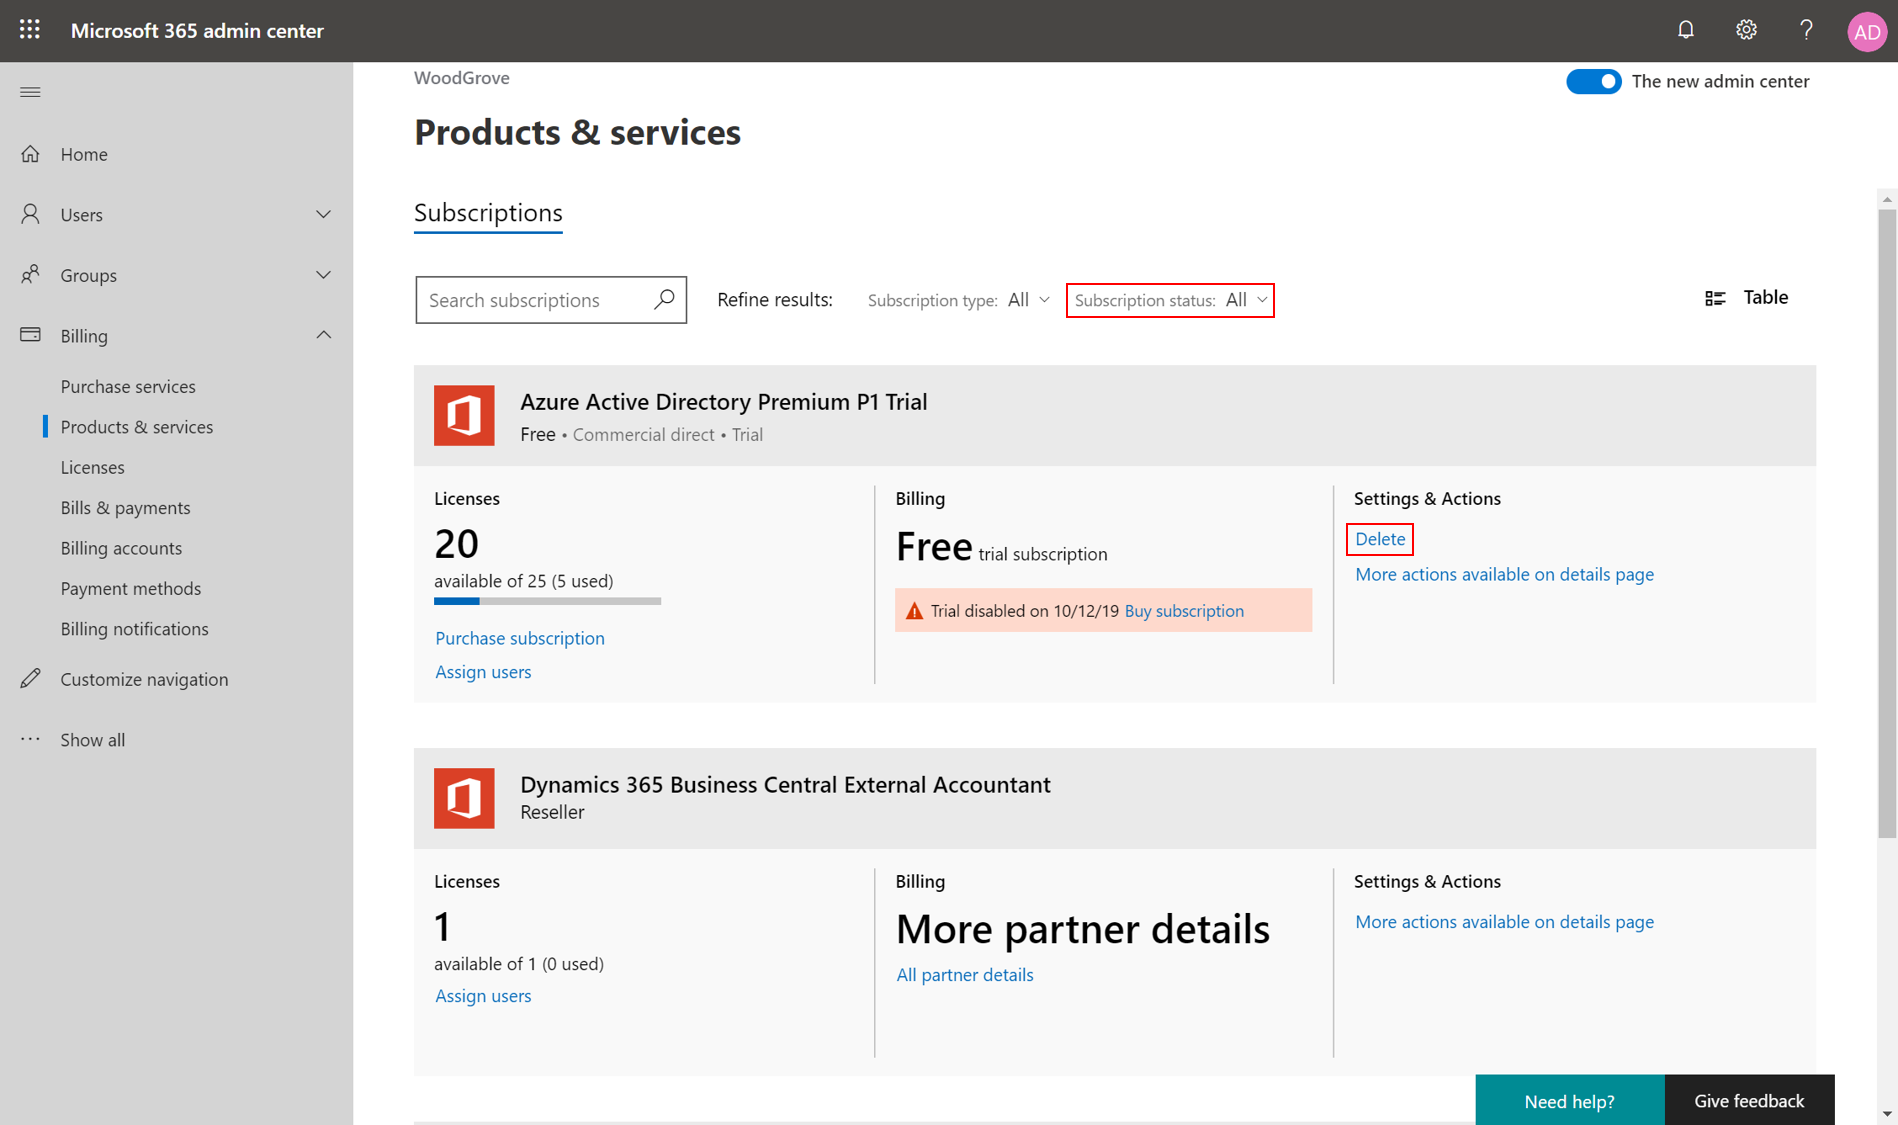 Microsoft 365 admin center
?
AD
Home
Users
Groups
Billing
Purchase services
Products & services
Licenses
Bills & payments
Billing accounts
Payment methods
Billing notifications
Customize navigation
Show all
WoodGrove
The new admin center
Products & services
Subscriptions
Search subscriptions
Refine results: Subscription type: All Subscription status: All
Table
Azure Active Directory Premium P1 Trial
Free • Commercial direct • Trial
Licenses
20
available of 25 (5 used)
Purchase subscription
Assign users
Billing
Free trial subscription
Trial disabled on 10/12/19 Buy subscription
Settings & Actions
Delete
More actions available on details page
Dynamics 365 Business Central External Accountant
Reseller
Licenses
1
available of 1 (0 used)
Assign users
Billing
More partner details
All partner details
Settings & Actions
More actions available on details page
Need help?
Give feedback